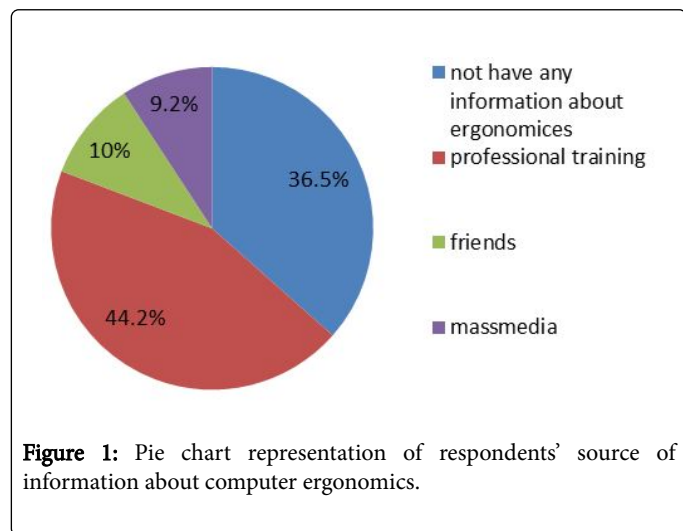 9.2%
10%
36.5%
44.2%
not have any
information about
ergonomices
professional training
friends
massmedia
Figure 1: Pie chart representation of respondents’ source of
information about computer ergonomics.